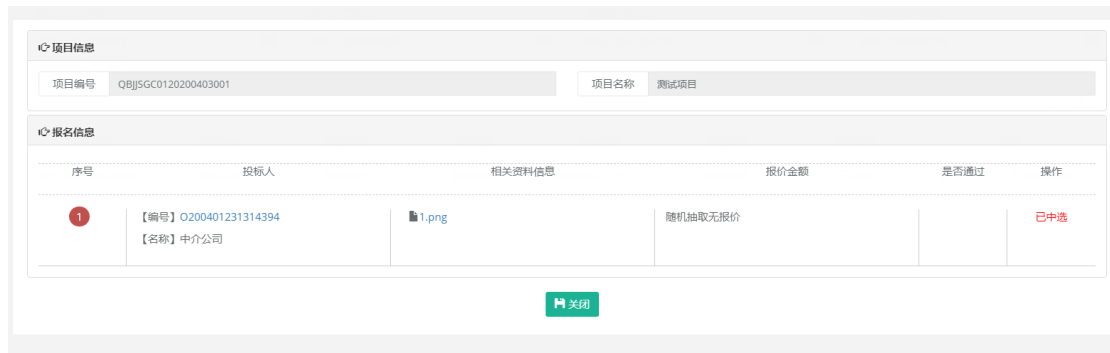 项目信息
项目编号 QBJJSGC0120200403001 项目名称 测试项目
报名信息
序号 投标人 相关资料信息 报价金额 是否通过 操作
1 【编号】O200401231314394 1.png 随机抽取无报价 已中选
【名称】中介公司
关闭